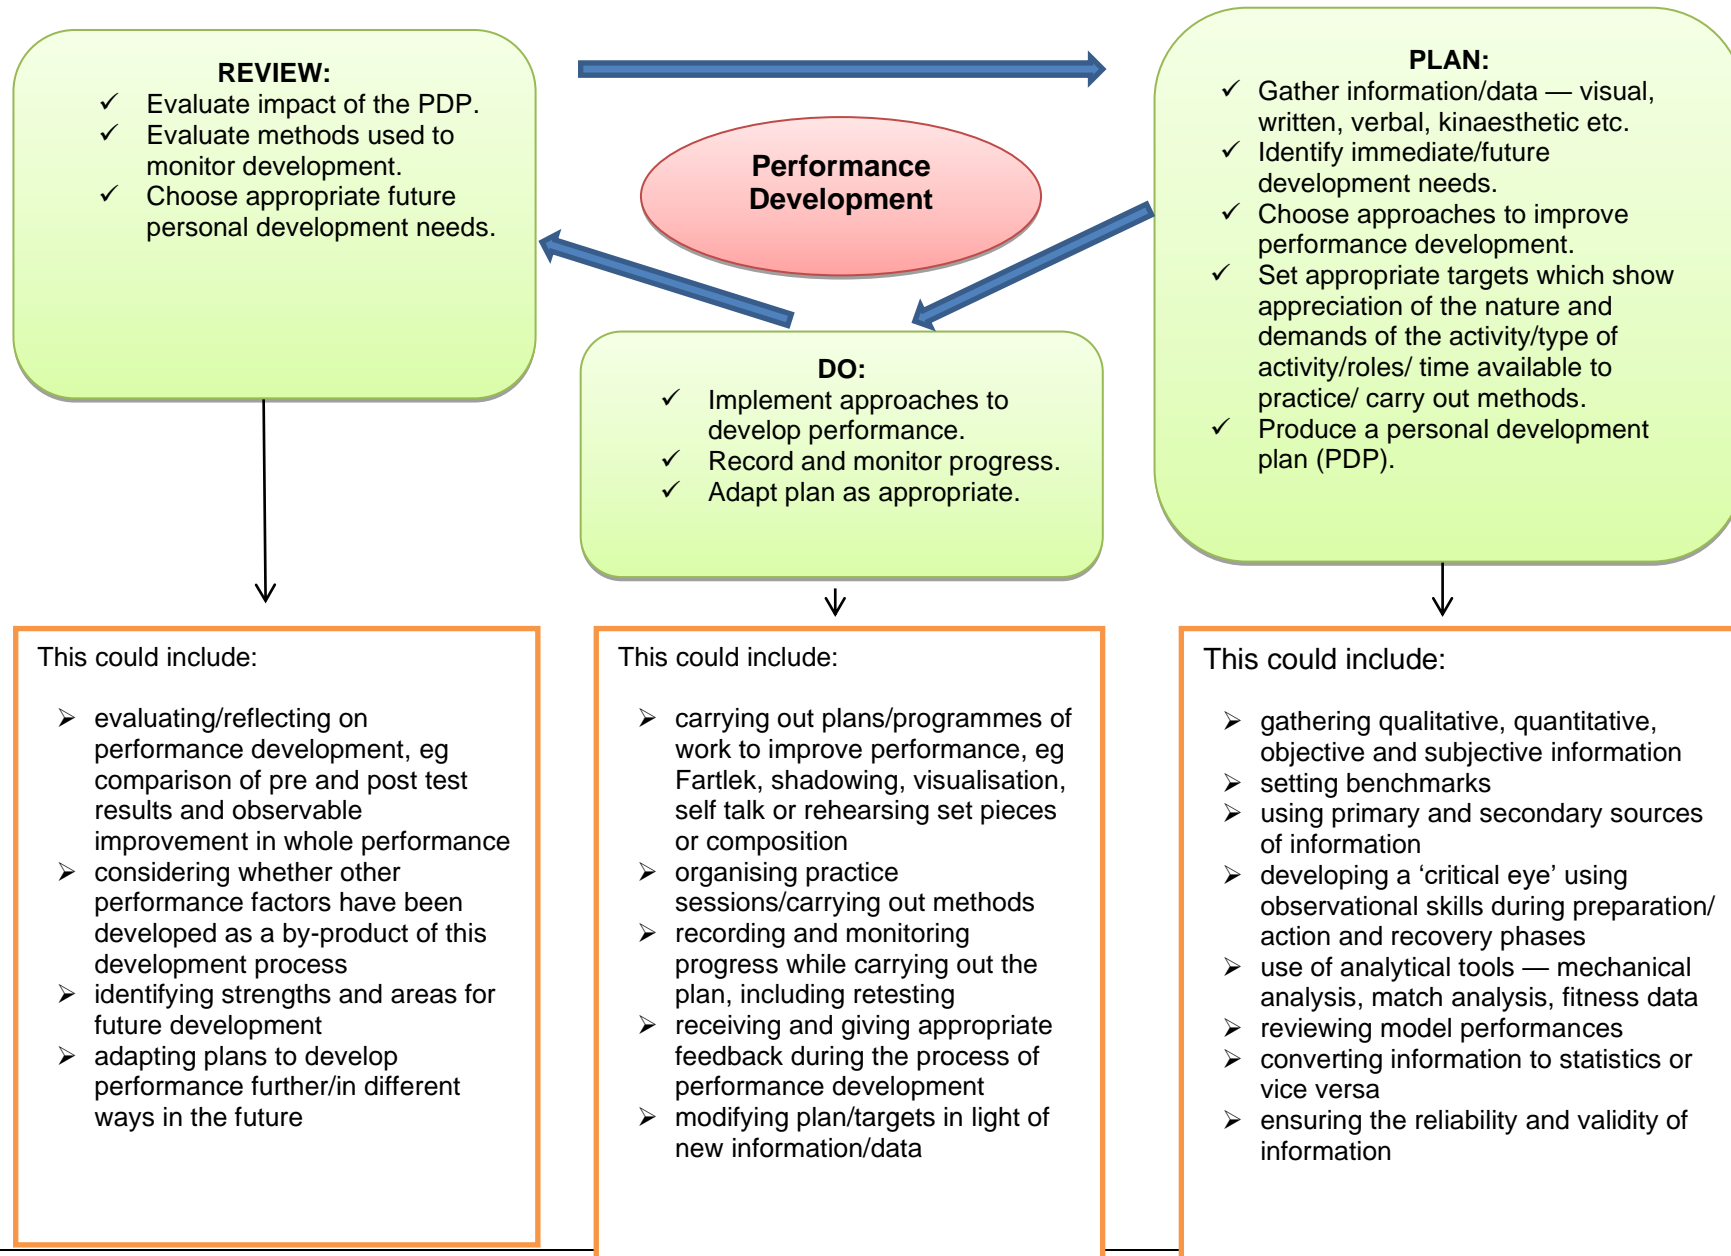 REVIEW:
✓ Evaluate impact of the PDP.
✓ Evaluate methods used to
monitor development.
✓ Choose appropriate future
personal development needs.
Performance
Development
PLAN:
✓ Gather information/data — visual,
written, verbal, kinaesthetic etc.
✓ Identify immediate/future
development needs.
✓ Choose approaches to improve
performance development.
✓ Set appropriate targets which show
appreciation of the nature and
demands of the activity/type of
activity/roles/ time available to
practice/ carry out methods.
✓ Produce a personal development
plan (PDP).
DO:
✓ Implement approaches to
develop performance.
✓ Record and monitor progress.
✓ Adapt plan as appropriate.
This could include:
➢ evaluating/reflecting on
performance development, eg
comparison of pre and post test
results and observable
improvement in whole performance
➢ considering whether other
performance factors have been
developed as a by-product of this
development process
➢ identifying strengths and areas for
future development
➢ adapting plans to develop
performance further/in different
ways in the future
This could include:
➢ carrying out plans/programmes of
work to improve performance, eg
Fartlek, shadowing, visualisation,
self talk or rehearsing set pieces
or composition
➢ organising practice
sessions/carrying out methods
➢ recording and monitoring
progress while carrying out the
plan, including retesting
➢ receiving and giving appropriate
feedback during the process of
performance development
➢ modifying plan/targets in light of
new information/data
This could include:
➢ gathering qualitative, quantitative,
objective and subjective information
➢ setting benchmarks
➢ using primary and secondary sources
of information
➢ developing a ‘critical eye’ using
observational skills during preparation/
action and recovery phases
➢ use of analytical tools — mechanical
analysis, match analysis, fitness data
➢ reviewing model performances
➢ converting information to statistics or
vice versa
➢ ensuring the reliability and validity of
information